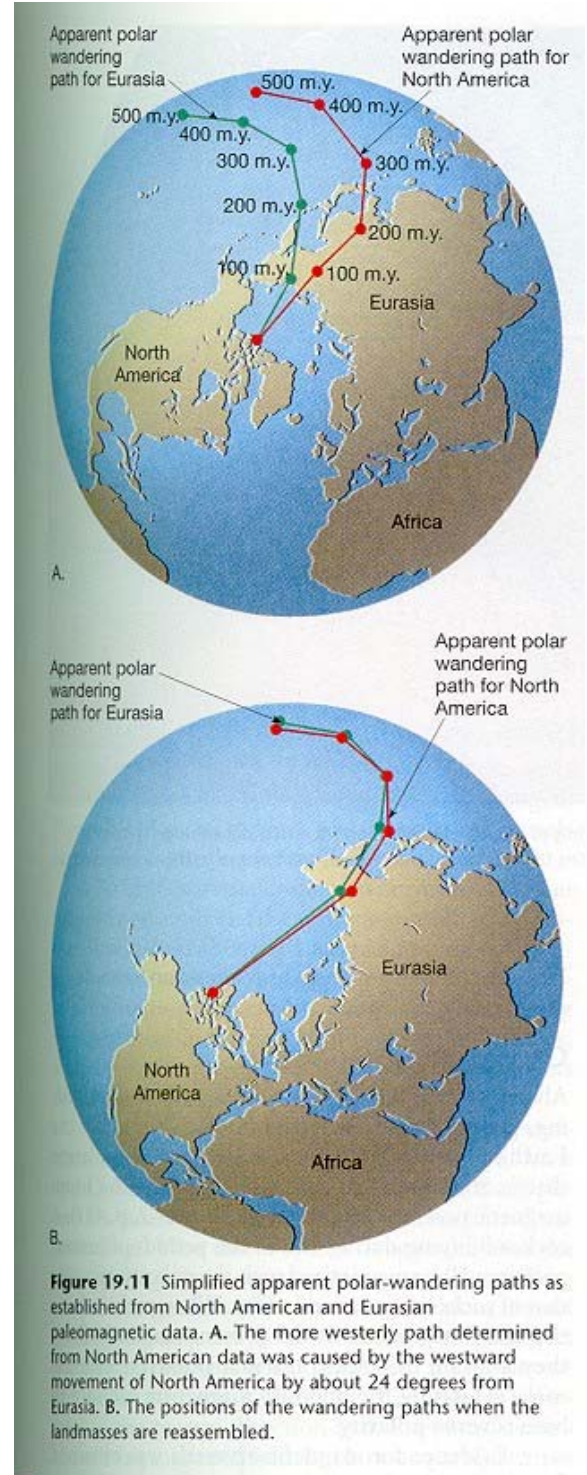 Apparent polar
wandering
path for Eurasia
Apparent polar
wandering path for
North America
500 m.y.
500 m.y.
400 m.y.
400 m.y.
300 m.y.
300 m.y.
200 m.y.
200 m.y.
100 m.y.
100 m.y.
Eurasia
North
America
Africa
A.
Apparent polar
wandering
path for Eurasia
Apparent polar
wandering
path for North
America
Eurasia
North
America
Africa
B.
Figure 19.11 Simplified apparent polar-wandering paths as
established from North American and Eurasian
paleomagnetic data. A. The more westerly path determined
from North American data was caused by the westward
movement of North America by about 24 degrees from
Eurasia. B. The positions of the wandering paths when the
landmasses are reassembled.